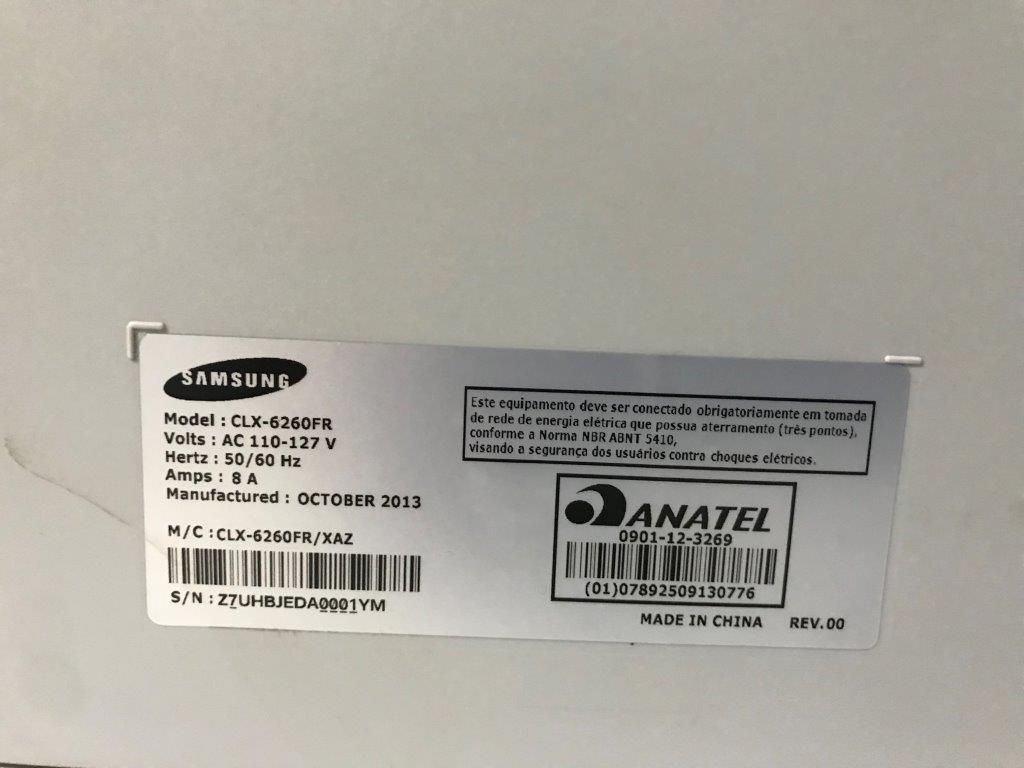 SAMSUNG
Model : CLX-6260FR
Volts : AC 110-127 V
Hertz : 50/60 Hz
Amps : 8 A
Manufactured : OCTOBER 2013
M/C : CLX-6260FR/XAZ
S/N : Z7UHBJEDA0001YM
Este equipamento deve ser conectado obrigatoriamente em tomada
de rede de energia elétrica que possua aterramento (três pontos),
conforme a Norma NBR ABNT 5410,
visando a segurança dos usuários contra choques elétricos.
ANATEL
0901-12-3269
(01)07892509130776
MADE IN CHINA REV.00